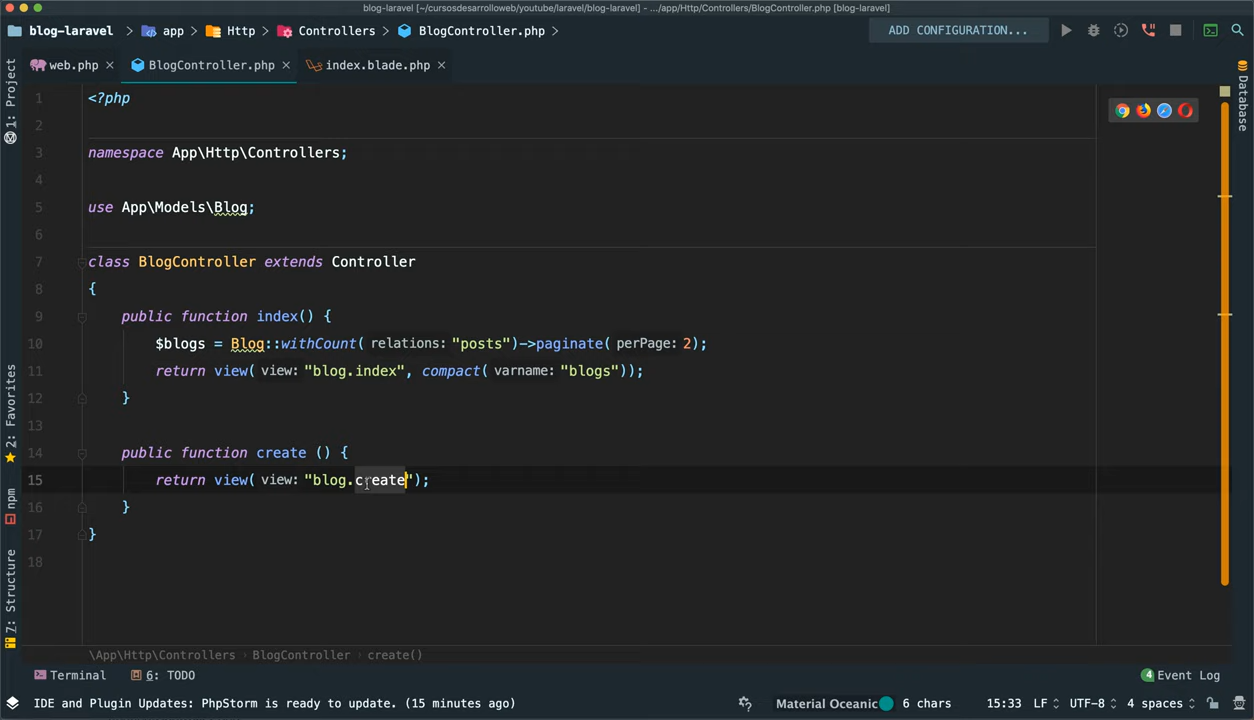 blog-laravel [~/cursosdesarrolloweb/youtube/laravel/blog-laravel] - .../app/Http/Controllers/BlogController.php [blog-laravel]
blog-laravel app Http Controllers BlogController.php ADD CONFIGURATION...
web.php BlogController.php index.blade.php
1: Project
Database
2: Favorites
npm
7: Structure
1 <?php
2
3 namespace App\Http\Controllers;
4
5 use App\Models\Blog;
6
7 class BlogController extends Controller
8 {
9 public function index() {
10 $blogs = Blog::withCount( relations: "posts")->paginate( perPage: 2);
11 return view( view: "blog.index", compact( varname: "blogs"));
12 }
13
14 public function create () {
15 return view( view: "blog.create");
16 }
17 }
18
\App\Http\Controllers BlogController create()
Terminal 6: TODO 4 Event Log
IDE and Plugin Updates: PhpStorm is ready to update. (15 minutes ago) Material Oceanic 6 chars 15:33 LF UTF-8 4 spaces